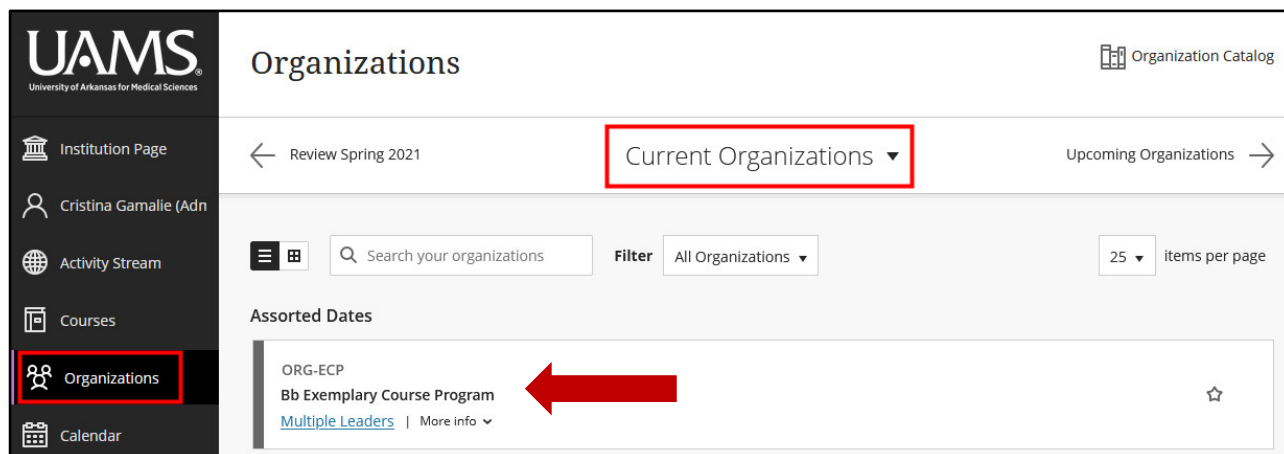 UAMS®
University of Arkansas for Medical Sciences
Institution Page
Cristina Gamalie (Adn
Activity Stream
Courses
Organizations
Calendar
Organizations
Organization Catalog
Review Spring 2021
Current Organizations
Upcoming Organizations
Search your organizations
Filter
All Organizations
25
items per page
Assorted Dates
ORG-ECP
Bb Exemplary Course Program
Multiple Leaders | More info